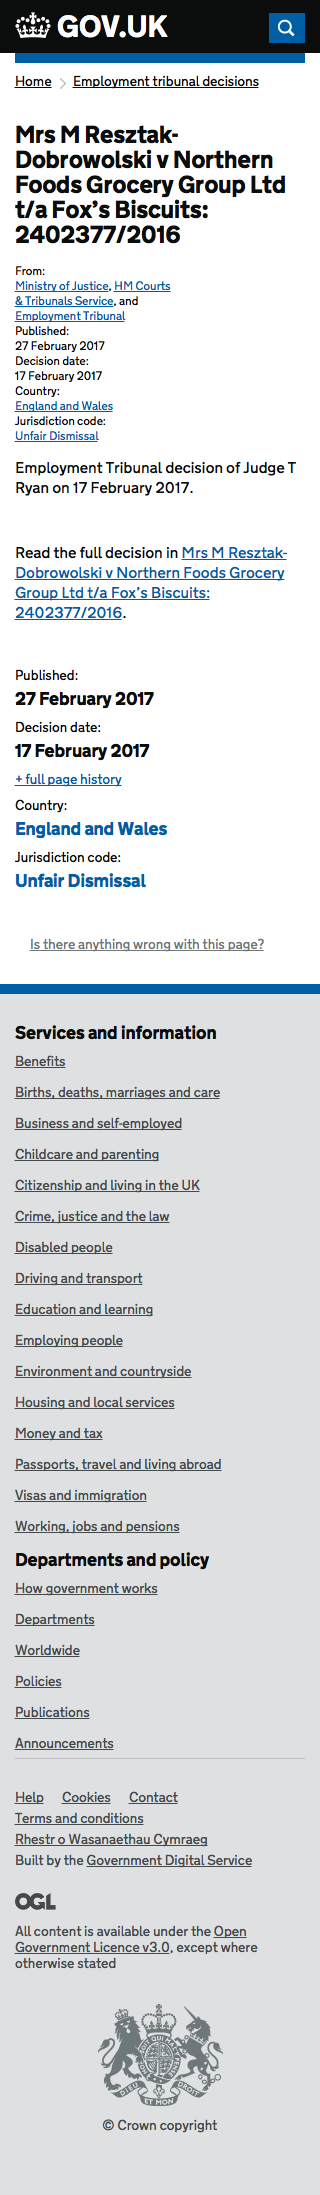 GOV.UK
Home Employment tribunal decisions
Mrs M Resztak-
Dobrowolski v Northern
Foods Grocery Group Ltd
t/a Fox’s Biscuits:
2402377/2016
From:
Ministry of Justice, HM Courts
& Tribunals Service, and
Employment Tribunal
Published:
27 February 2017
Decision date:
17 February 2017
Country:
England and Wales
Jurisdiction code:
Unfair Dismissal
Employment Tribunal decision of Judge T
Ryan on 17 February 2017.
Read the full decision in Mrs M Resztak-
Dobrowolski v Northern Foods Grocery
Group Ltd t/a Fox’s Biscuits:
2402377/2016.
Published:
27 February 2017
Decision date:
17 February 2017
+ full page history
Country:
England and Wales
Jurisdiction code:
Unfair Dismissal
Is there anything wrong with this page?
Services and information
Benefits
Births, deaths, marriages and care
Business and self-employed
Childcare and parenting
Citizenship and living in the UK
Crime, justice and the law
Disabled people
Driving and transport
Education and learning
Employing people
Environment and countryside
Housing and local services
Money and tax
Passports, travel and living abroad
Visas and immigration
Working, jobs and pensions
Departments and policy
How government works
Departments
Worldwide
Policies
Publications
Announcements
Help Cookies Contact
Terms and conditions
Rhestr o Wasanaethau Cymraeg
Built by the Government Digital Service
OGL
All content is available under the Open
Government Licence v3.0, except where
otherwise stated
DIEU ET MON
© Crown copyright